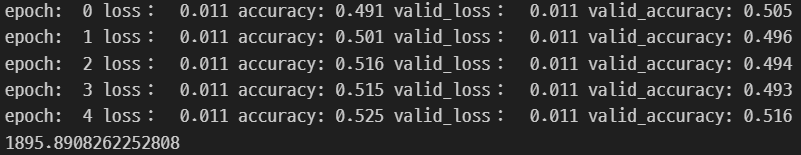 epoch:  0 loss:  0.011 accuracy: 0.491 valid_loss:  0.011 valid_accuracy: 0.505
epoch:  1 loss:  0.011 accuracy: 0.501 valid_loss:  0.011 valid_accuracy: 0.496
epoch:  2 loss:  0.011 accuracy: 0.516 valid_loss:  0.011 valid_accuracy: 0.494
epoch:  3 loss:  0.011 accuracy: 0.515 valid_loss:  0.011 valid_accuracy: 0.493
epoch:  4 loss:  0.011 accuracy: 0.525 valid_loss:  0.011 valid_accuracy: 0.516
1895.8908262252808